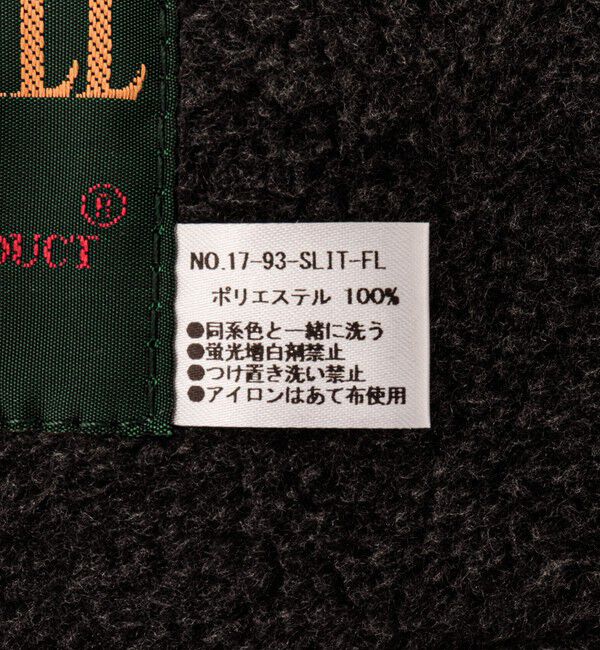 LL
®
DUCT
NO.17-93-SLIT-FL
ポリエステル 100%
●同系色と一緒に洗う
●蛍光増白剤禁止
●つけ置き洗い禁止
●アイロンはあて布使用